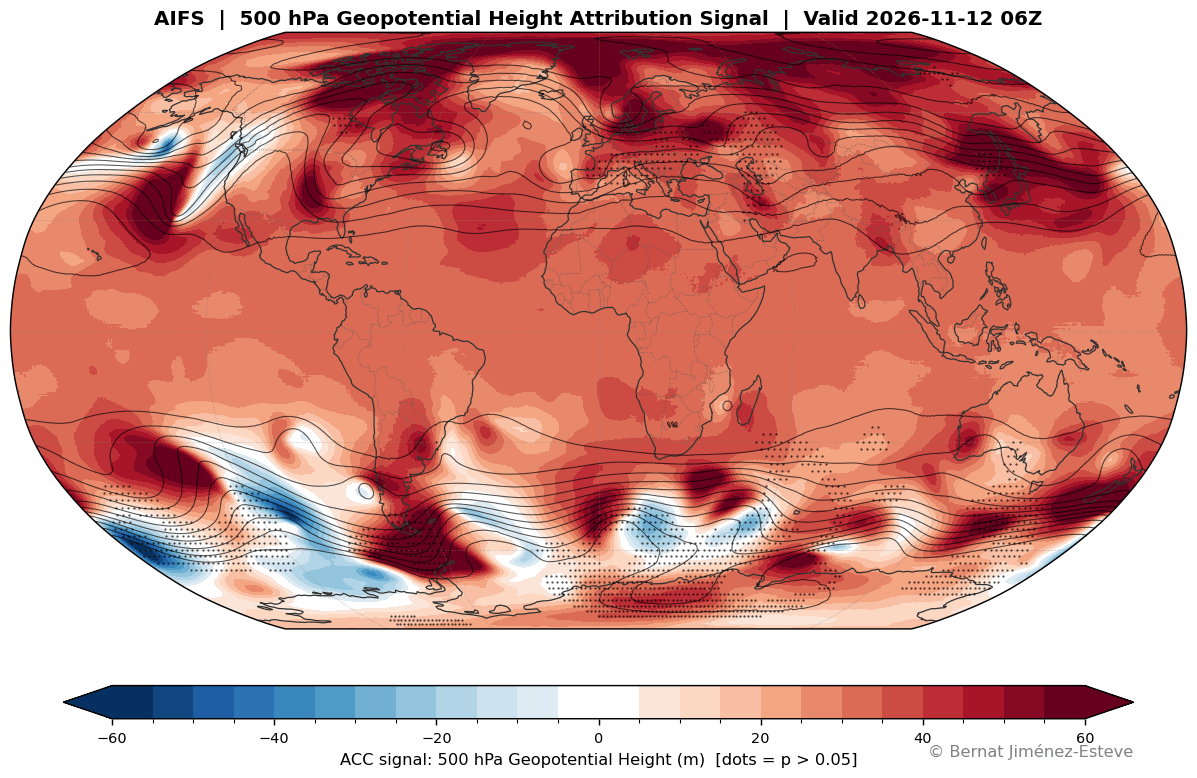 AIFS | 500 hPa Geopotential Height Attribution Signal | Valid 2026-11-12 06Z
−60 −40 −20 0 20 40 60
ACC signal: 500 hPa Geopotential Height (m) [dots = p > 0.05]
© Bernat Jiménez-Esteve